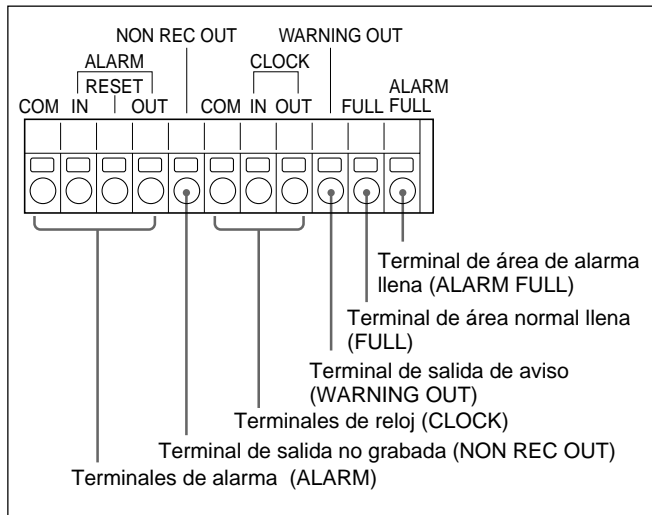 NON REC OUT WARNING OUT
ALARM CLOCK
RESET ALARM
COM IN OUT COM IN OUT FULL FULL
Terminal de área de alarma
llena (ALARM FULL)
Terminal de área normal llena
(FULL)
Terminal de salida de aviso
(WARNING OUT)
Terminales de reloj (CLOCK)
Terminal de salida no grabada (NON REC OUT)
Terminales de alarma (ALARM)